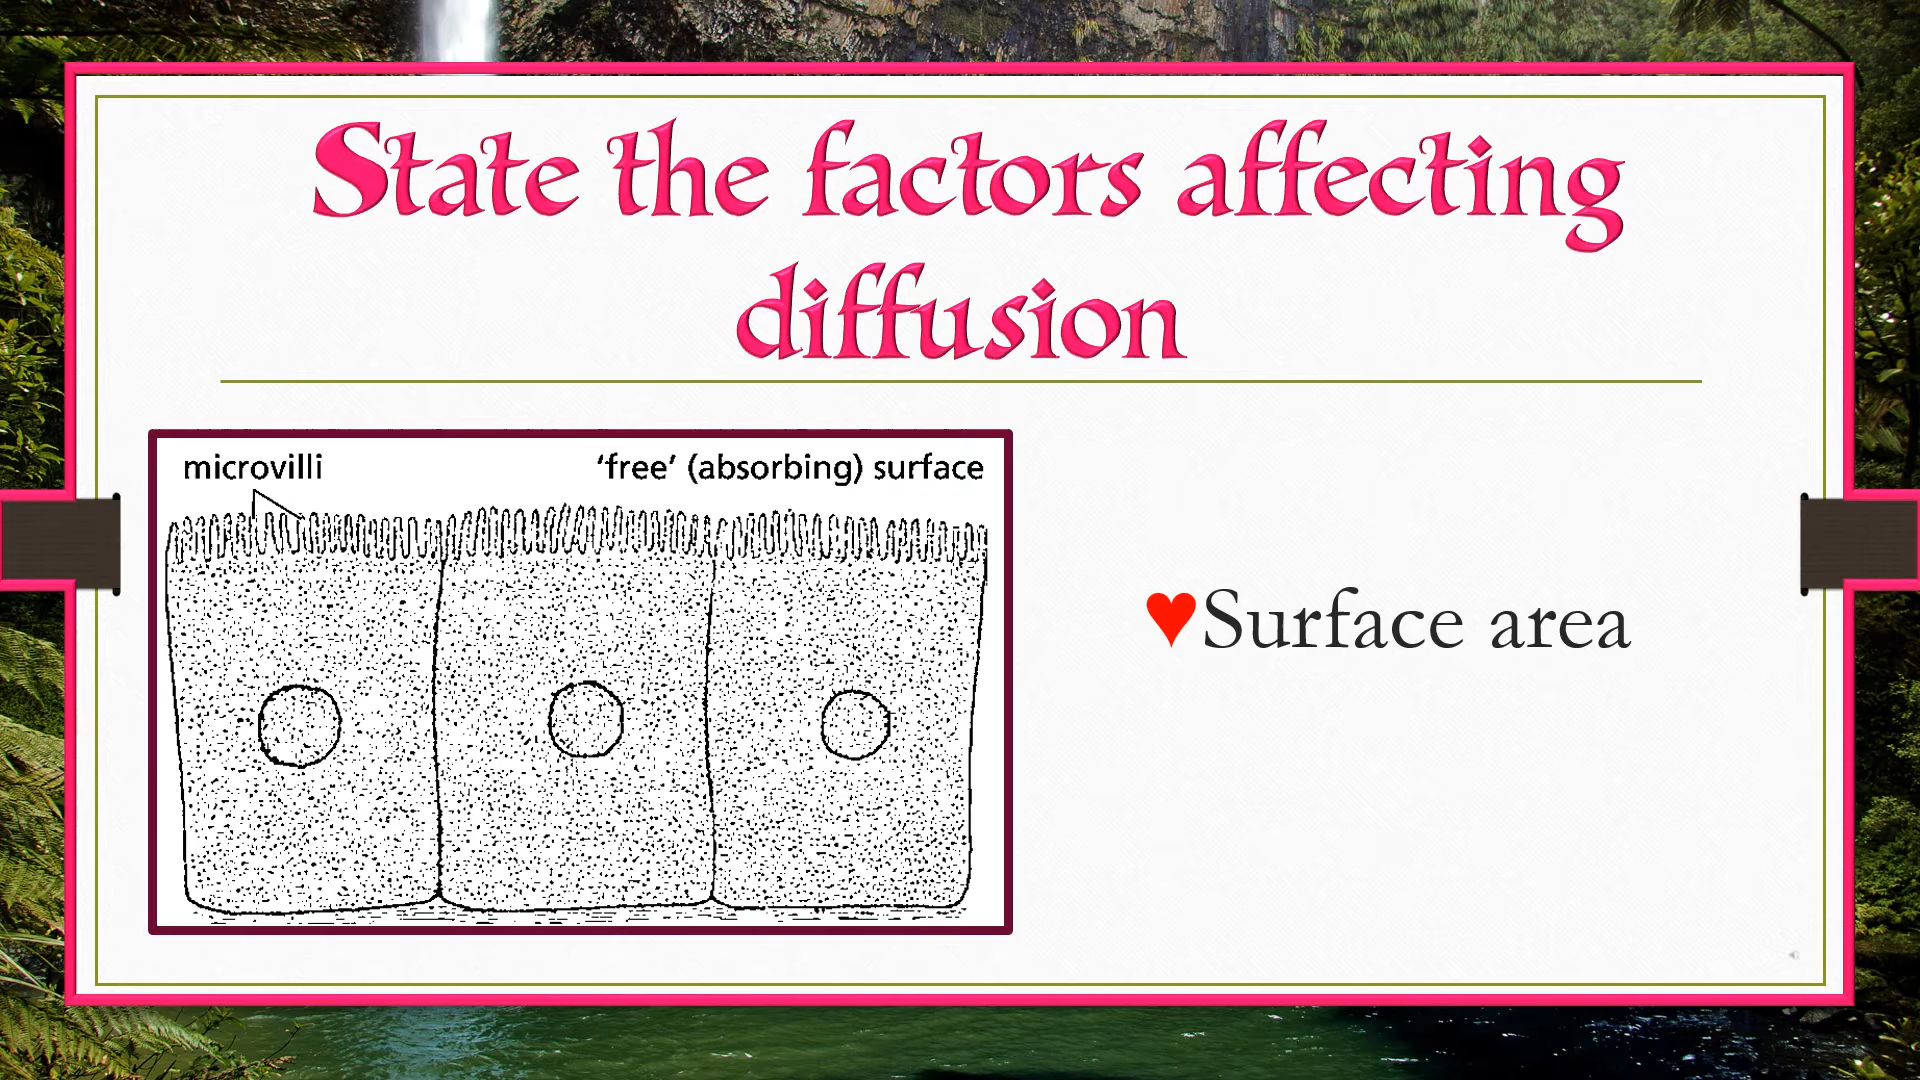 State the factors affecting
diffusion
microvilli
‘free’ (absorbing) surface
♥Surface area